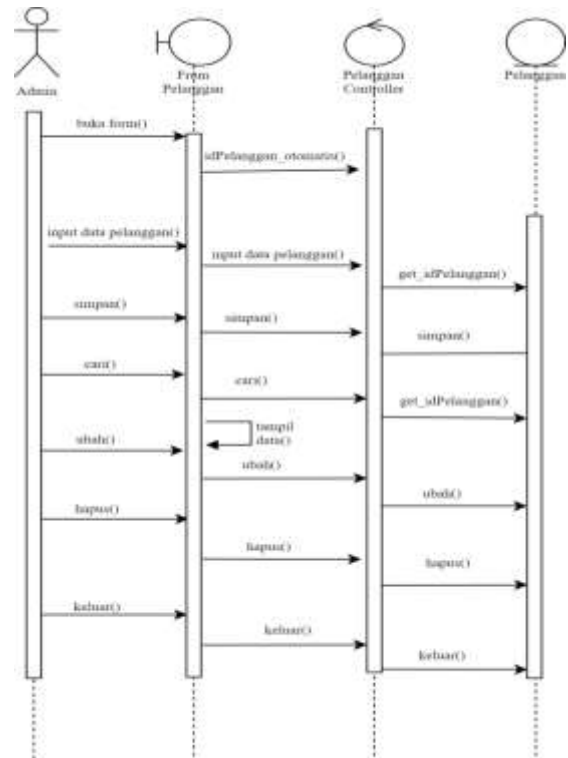 Admin
From
Pelanggan
Pelanggan
Controller
Pelanggan
buka form()
idPelanggan_otomatis()
input data pelanggan()
input data pelanggan()
get_idPelanggan()
simpan()
simpan()
simpan()
cari()
cari()
get_idPelanggan()
tampil
data()
ubah()
ubah()
ubah()
hapus()
hapus()
hapus()
keluar()
keluar()
keluar()